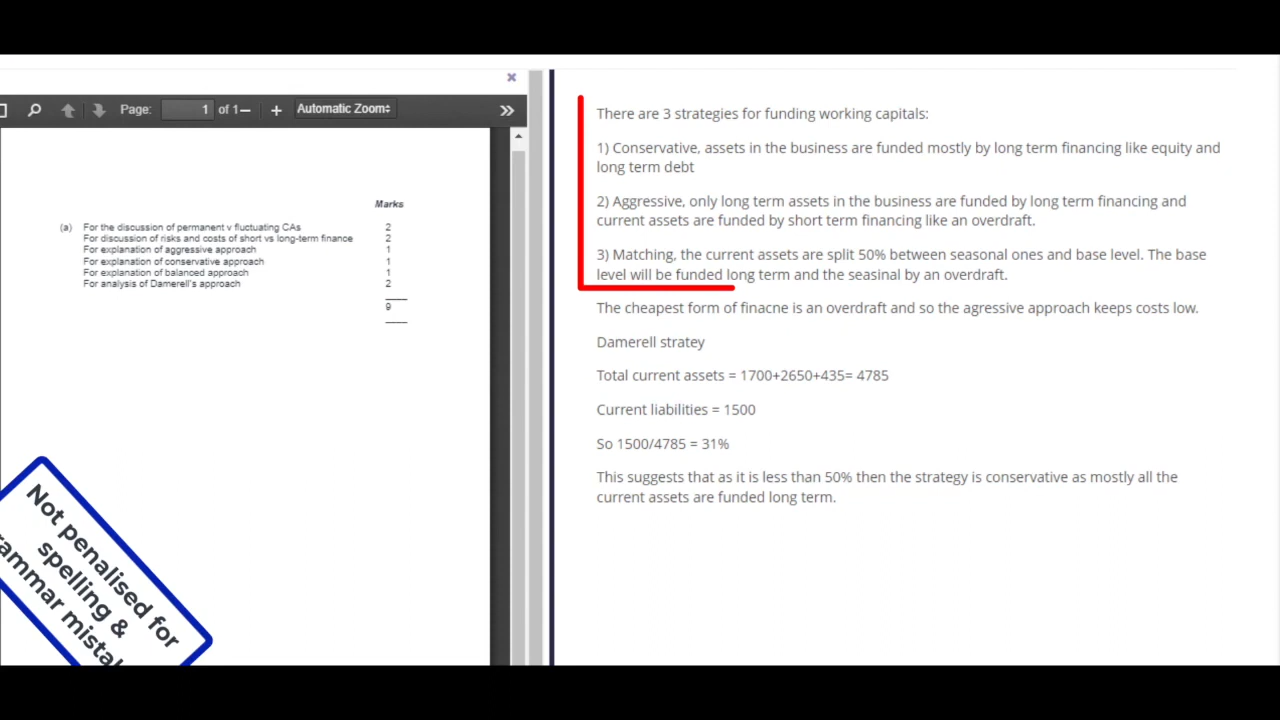 Page: 1 of 1 Automatic Zoom
Marks
(a) For the discussion of permanent v fluctuating CAs 2
For discussion of risks and costs of short vs long-term finance 2
For explanation of aggressive approach 1
For explanation of conservative approach 1
For explanation of balanced approach 1
For analysis of Damerell's approach 2
9
Not penalised for
spelling &
There are 3 strategies for funding working capitals:
1) Conservative, assets in the business are funded mostly by long term financing like equity and
long term debt
2) Aggressive, only long term assets in the business are funded by long term financing and
current assets are funded by short term financing like an overdraft.
3) Matching, the current assets are split 50% between seasonal ones and base level. The base
level will be funded long term and the seasinal by an overdraft.
The cheapest form of finacne is an overdraft and so the agressive approach keeps costs low.
Damerell stratey
Total current assets = 1700+2650+435= 4785
Current liabilities = 1500
So 1500/4785 = 31%
This suggests that as it is less than 50% then the strategy is conservative as mostly all the
current assets are funded long term.